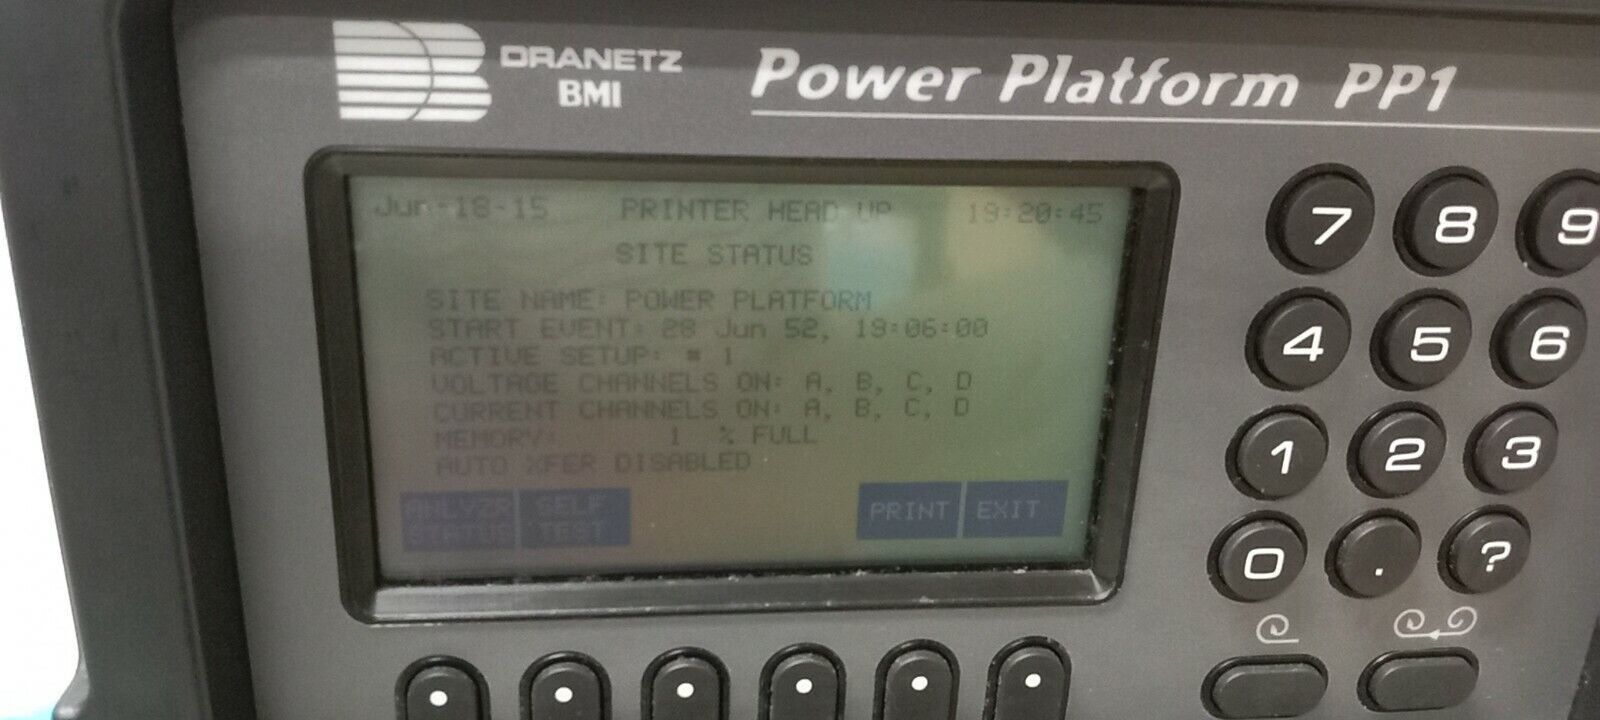 DRANETZ
BMI
Power Platform PP1
Jun-18-15 PRINTER HEAD UP 19:20:45
SITE STATUS
SITE NAME: POWER PLATFORM
START EVENT: 28 Jun 52, 19:06:00
ACTIVE SETUP: # 1
VOLTAGE CHANNELS ON: A, B, C, D
CURRENT CHANNELS ON: A, B, C, D
MEMORY: 1 % FULL
AUTO XFER DISABLED
ANLYZR STATUS
SELF TEST
PRINT
EXIT
7 8 9
4 5 6
1 2 3
0 . ?